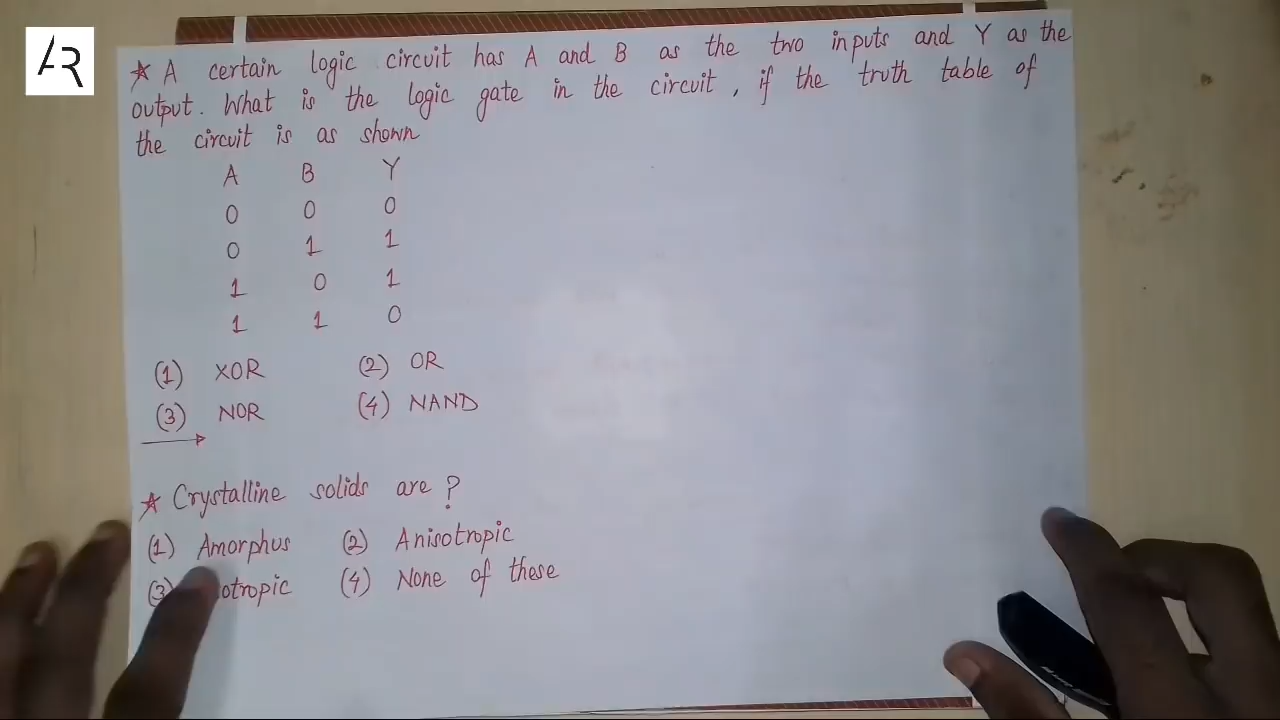 AR
★ A certain logic circuit has A and B as the two inputs and Y as the
output. What is the logic gate in the circuit, if the truth table of
the circuit is as shown
A B Y
0 0 0
0 1 1
1 0 1
1 1 0
(1) XOR (2) OR
(3) NOR (4) NAND
★ Crystalline solids are ?
(1) Amorphus (2) Anisotropic
(3) otropic (4) None of these